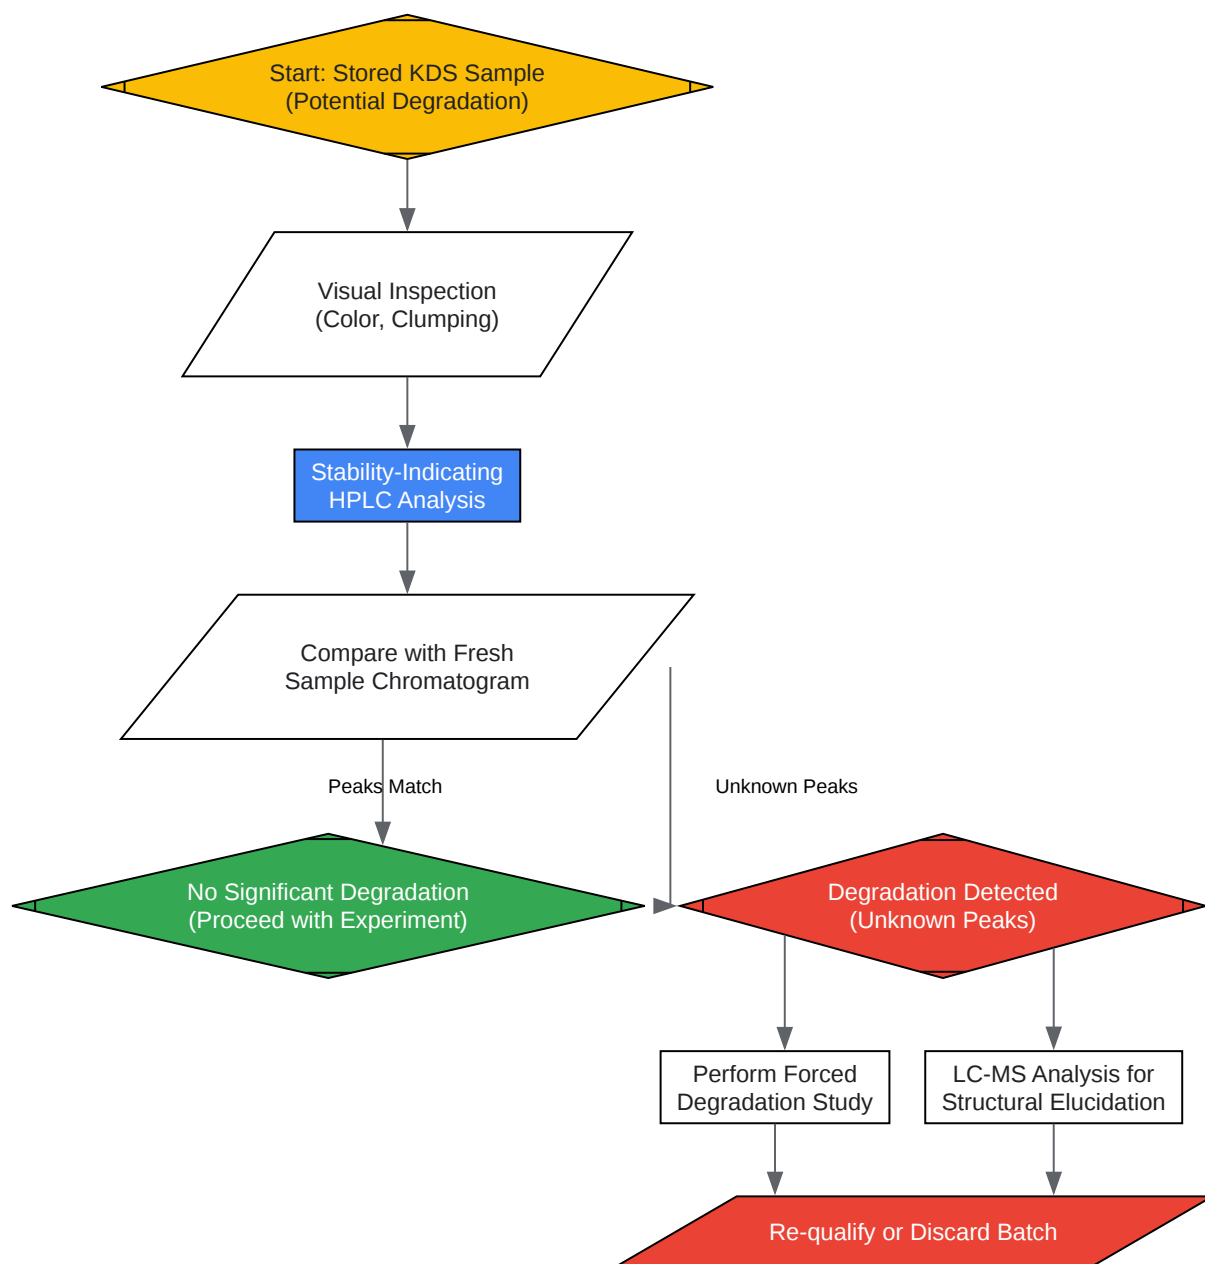 Start: Stored KDS Sample
(Potential Degradation)
Visual Inspection
(Color, Clumping)
Stability-Indicating
HPLC Analysis
Compare with Fresh
Sample Chromatogram
Peaks Match
Unknown Peaks
No Significant Degradation
(Proceed with Experiment)
Degradation Detected
(Unknown Peaks)
Perform Forced
Degradation Study
LC-MS Analysis for
Structural Elucidation
Re-qualify or Discard Batch